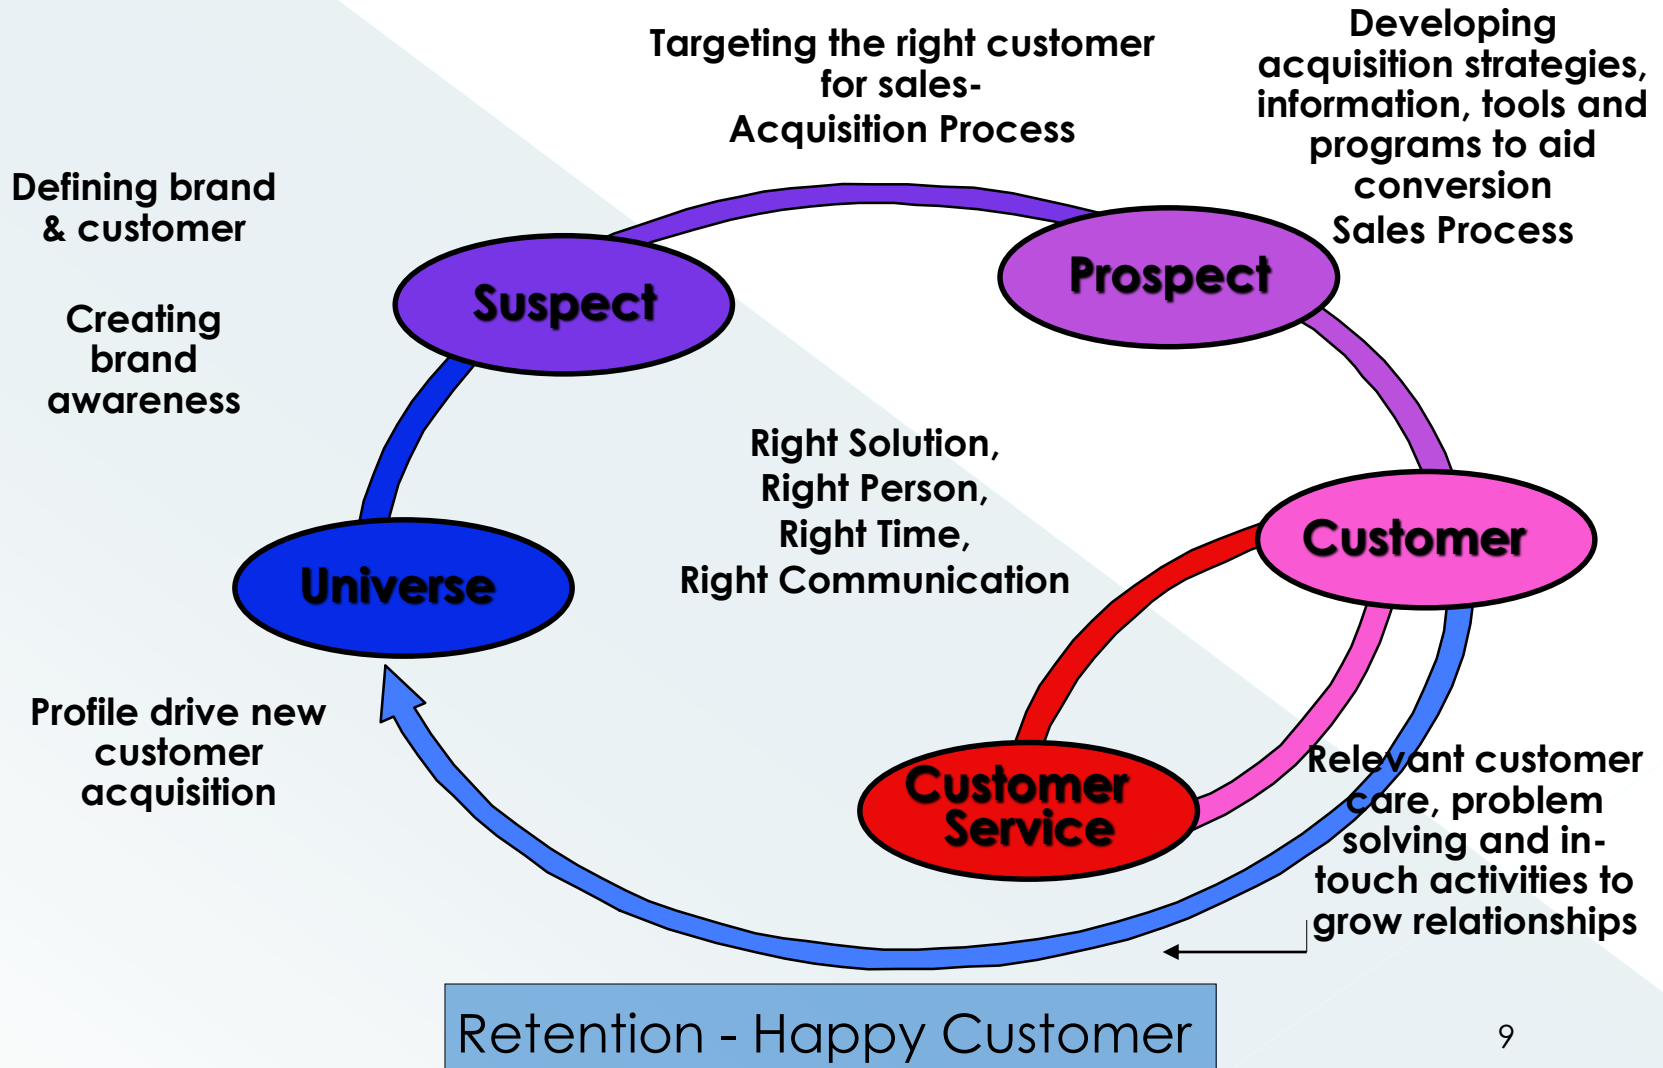 Targeting the right customer
for sales-
Acquisition Process
Developing
acquisition strategies,
information, tools and
programs to aid
conversion
Sales Process
Defining brand
& customer
Creating
brand
awareness
Suspect
Prospect
Right Solution,
Right Person,
Right Time,
Right Communication
Customer
Universe
Profile drive new
customer
acquisition
Customer
Service
Relevant customer
care, problem
solving and in-
touch activities to
grow relationships
Retention - Happy Customer
9